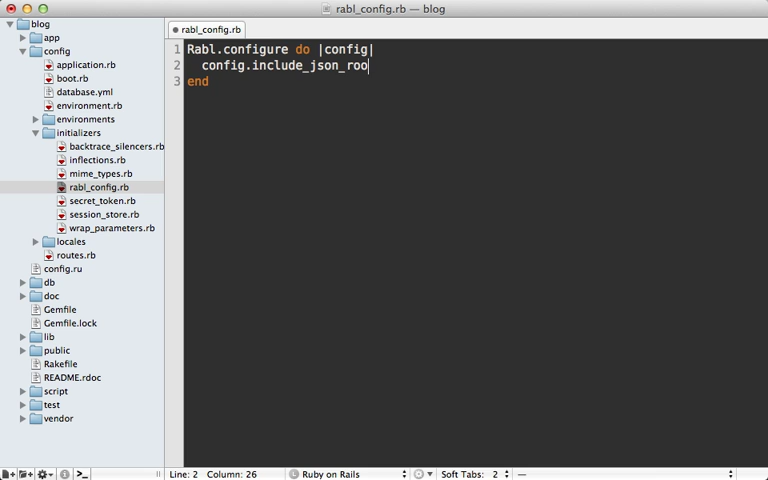 rabl_config.rb — blog
blog
app
config
application.rb
boot.rb
database.yml
environment.rb
environments
initializers
backtrace_silencers.rb
inflections.rb
mime_types.rb
rabl_config.rb
secret_token.rb
session_store.rb
wrap_parameters.rb
locales
routes.rb
config.ru
db
doc
Gemfile
Gemfile.lock
lib
public
Rakefile
README.rdoc
script
test
vendor
rabl_config.rb
1 Rabl.configure do |config|
2 config.include_json_roo
3 end
Line: 2 Column: 26 Ruby on Rails Soft Tabs: 2 —